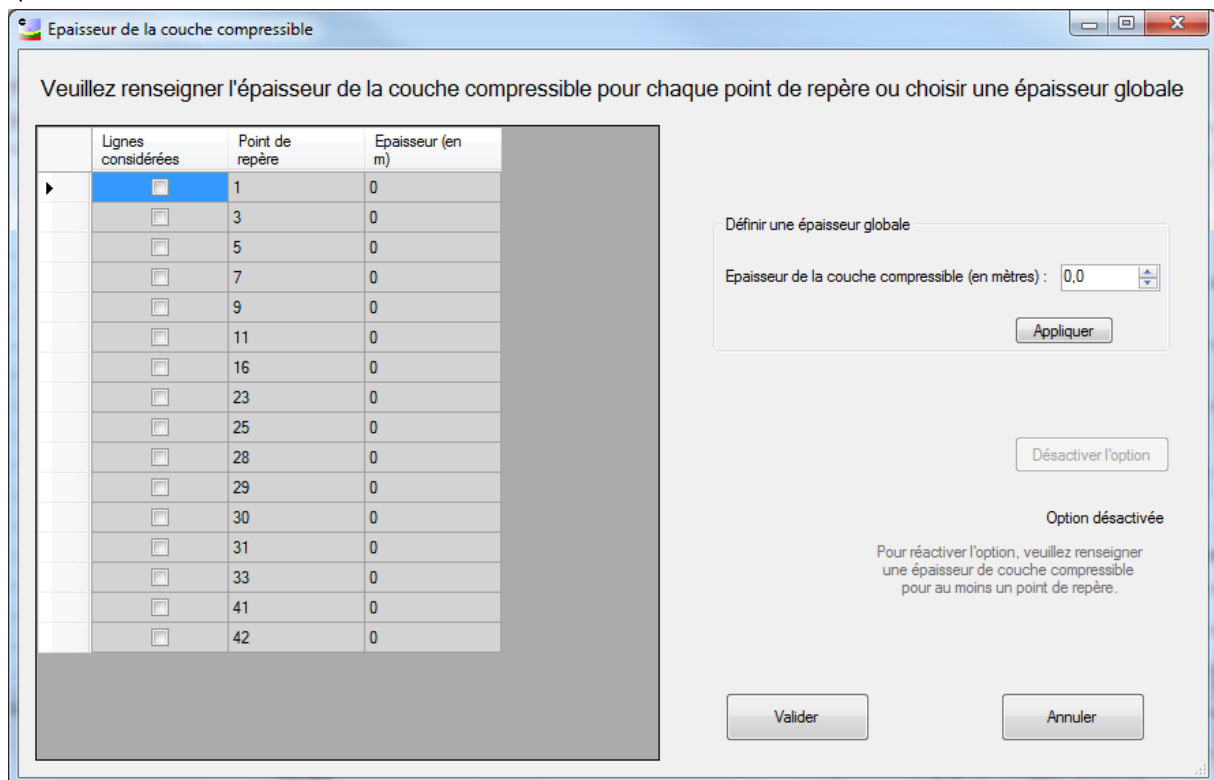 Epaisseur de la couche compressible
Veuillez renseigner l'épaisseur de la couche compressible pour chaque point de repère ou choisir une épaisseur globale
Lignes considérées Point de repère Epaisseur (en m)
1 0
3 0
5 0
7 0
9 0
11 0
16 0
23 0
25 0
28 0
29 0
30 0
31 0
33 0
41 0
42 0
Définir une épaisseur globale
Epaisseur de la couche compressible (en mètres) : 0,0
Appliquer
Désactiver l'option
Option désactivée
Pour réactiver l'option, veuillez renseigner
une épaisseur de couche compressible
pour au moins un point de repère.
Valider Annuler